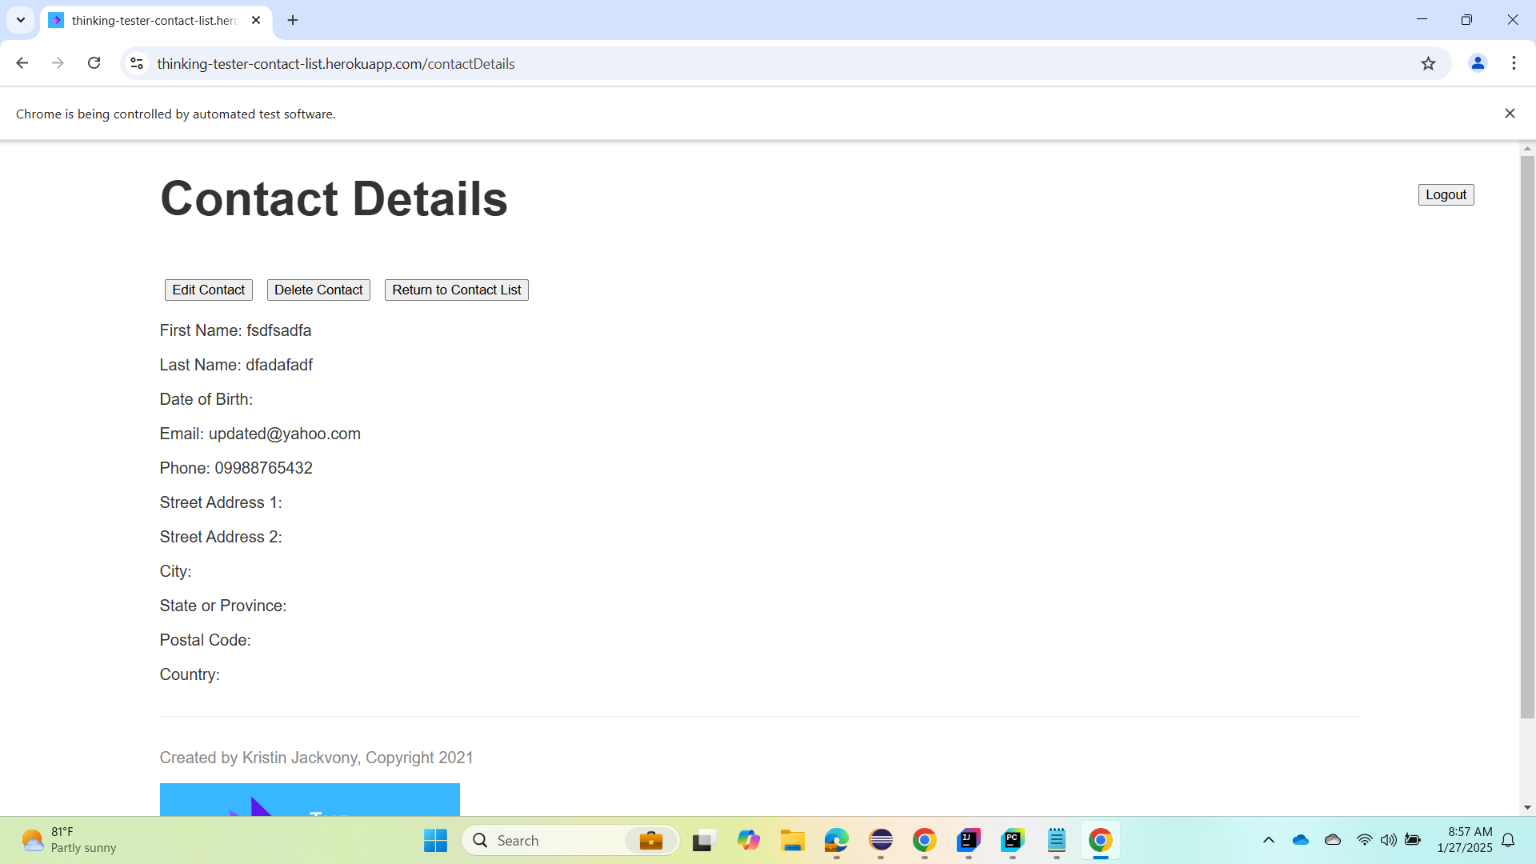 thinking-tester-contact-list.herc
thinking-tester-contact-list.herokuapp.com/contactDetails
Chrome is being controlled by automated test software.
Contact Details
Logout
Edit Contact Delete Contact Return to Contact List
First Name: fsdfsadfa
Last Name: dfadafadf
Date of Birth:
Email: updated@yahoo.com
Phone: 09988765432
Street Address 1:
Street Address 2:
City:
State or Province:
Postal Code:
Country:
Created by Kristin Jackvony, Copyright 2021
81°F
Partly sunny
Search
IJ
PC
8:57 AM
1/27/2025